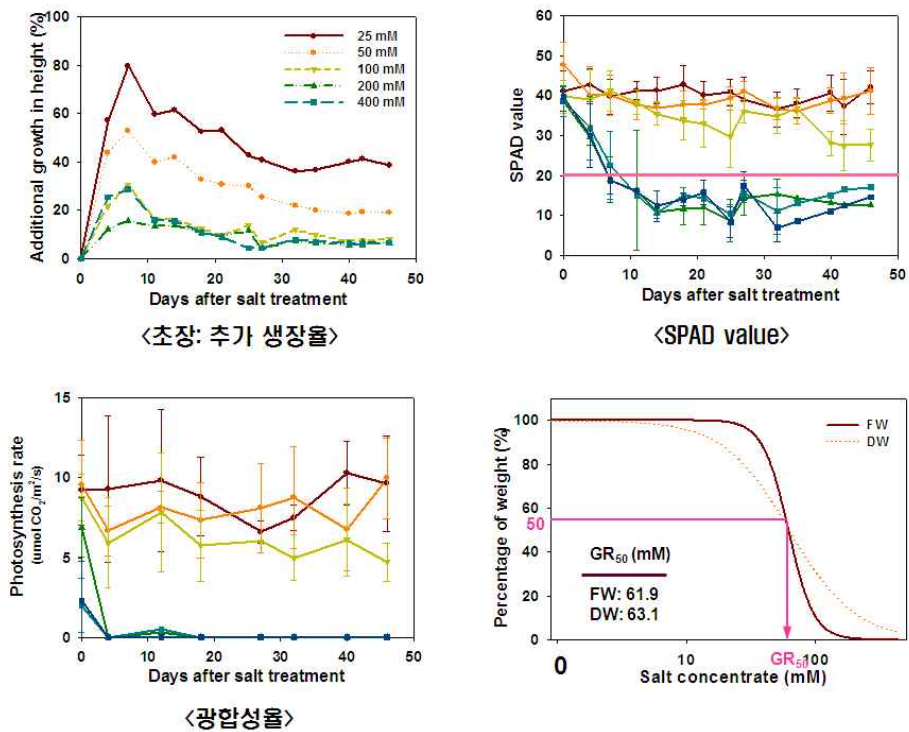 100
80
60
40
20
0
Additional growth in height (%)
25 mM
50 mM
100 mM
200 mM
400 mM
0 10 20 30 40 50
Days after salt treatment
<초장: 추가 생장율>
60
50
40
30
20
10
0
SPAD value
0 10 20 30 40 50
Days after salt treatment
<SPAD value>
15
10
5
0
Photosynthesis rate
(umol CO₂/m²/s)
0 10 20 30 40 50
Days after salt treatment
<광합성율>
100
80
60
50
40
20
0
Percentage of weight (%)
FW
DW
GR₅₀ (mM)
FW: 61.9
DW: 63.1
0 10 GR₅₀ 100
Salt concentrate (mM)